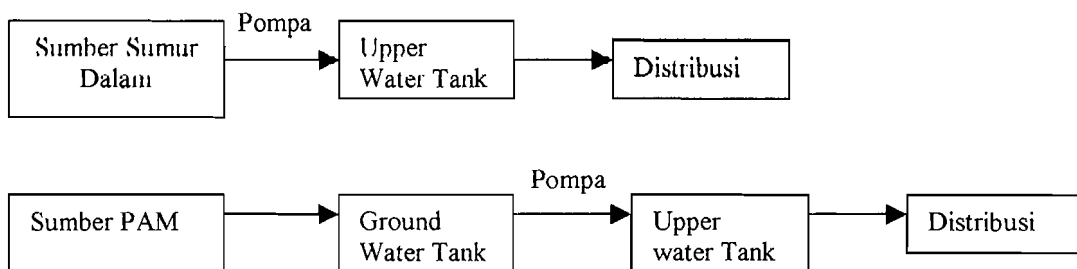 Pompa
Sumber Sumur
Dalam
Upper
Water Tank
Distribusi
Pompa
Sumber PAM
Ground
Water Tank
Upper
water Tank
Distribusi